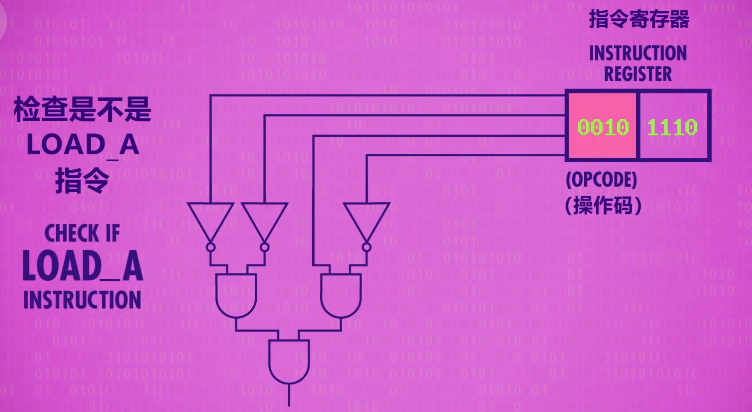 指令寄存器
INSTRUCTION
REGISTER
检查是不是
LOAD_A
指令
CHECK IF
LOAD_A
INSTRUCTION
0010 1110
(OPCODE)
(操作码)